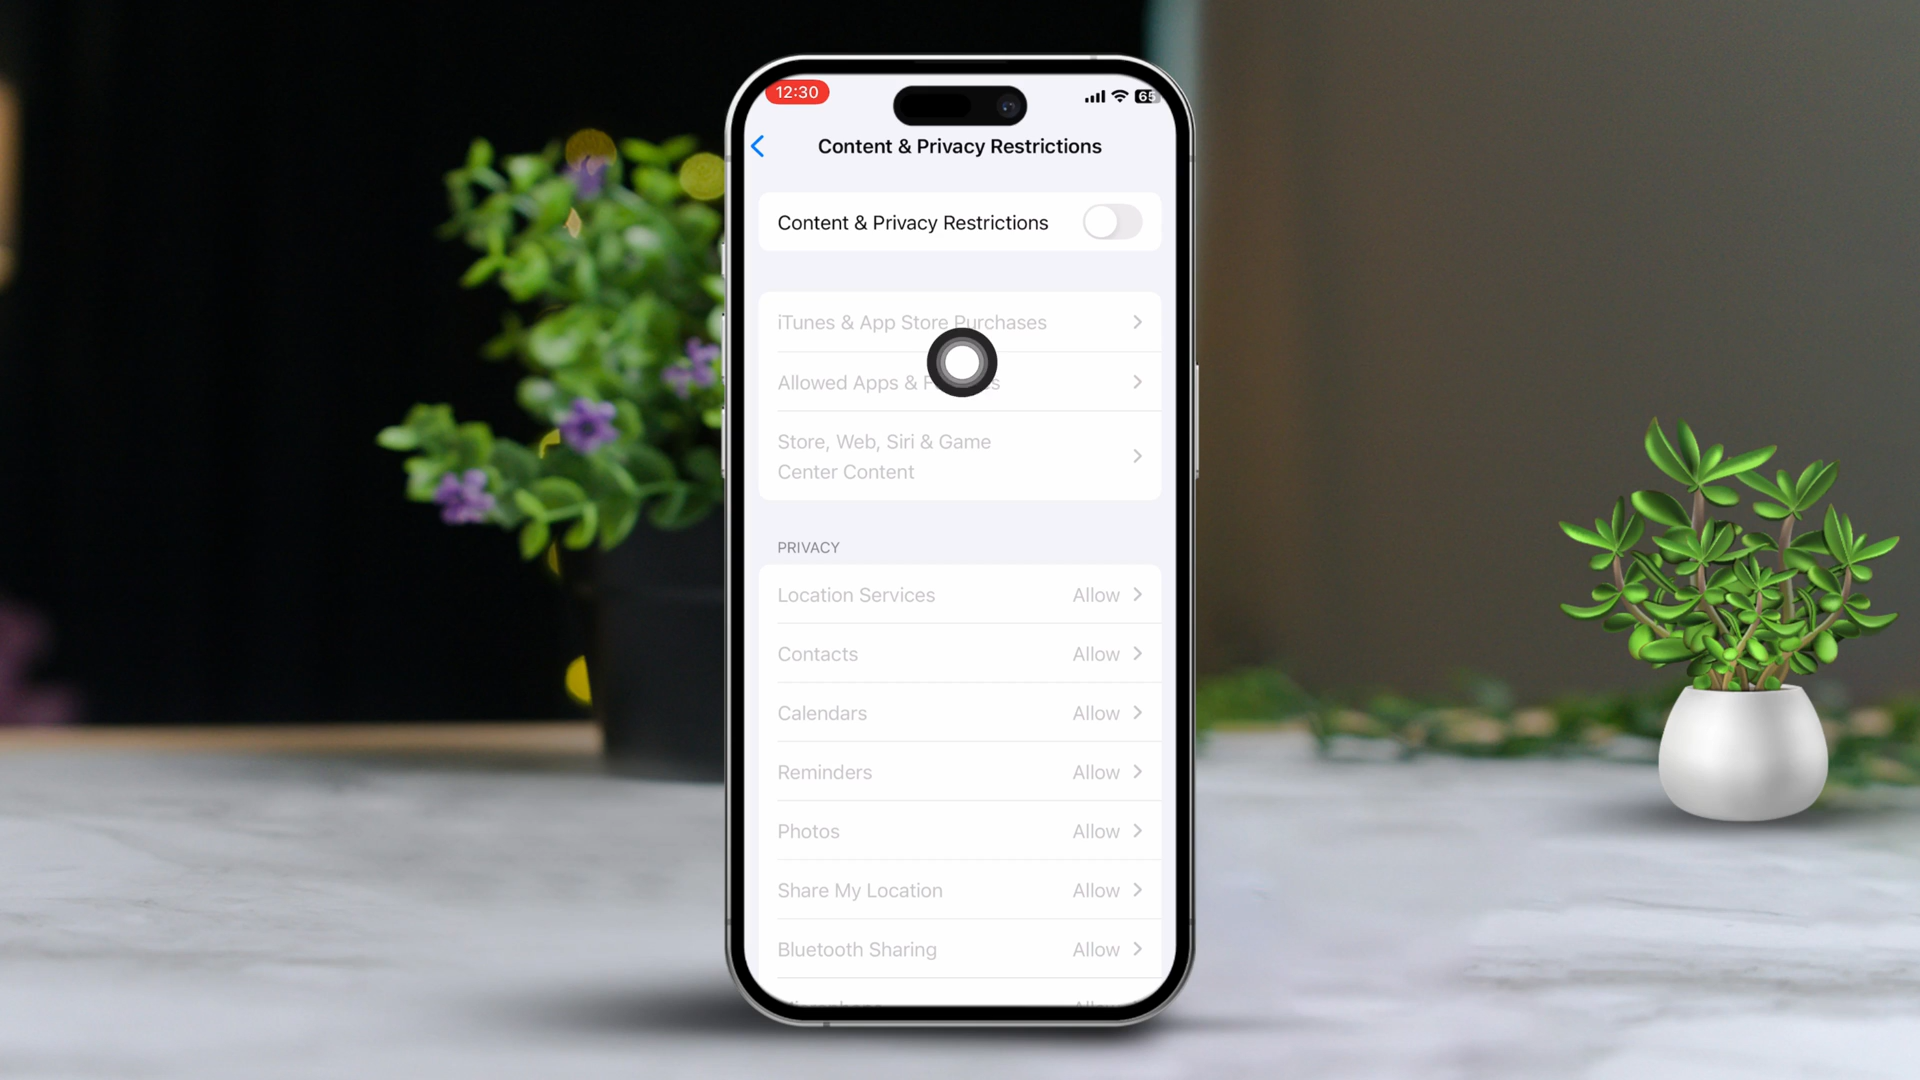 12:30
65
Content & Privacy Restrictions
Content & Privacy Restrictions
iTunes & App Store Purchases
Allowed Apps &
Store, Web, Siri & Game
Center Content
PRIVACY
Location Services Allow
Contacts Allow
Calendars Allow
Reminders Allow
Photos Allow
Share My Location Allow
Bluetooth Sharing Allow